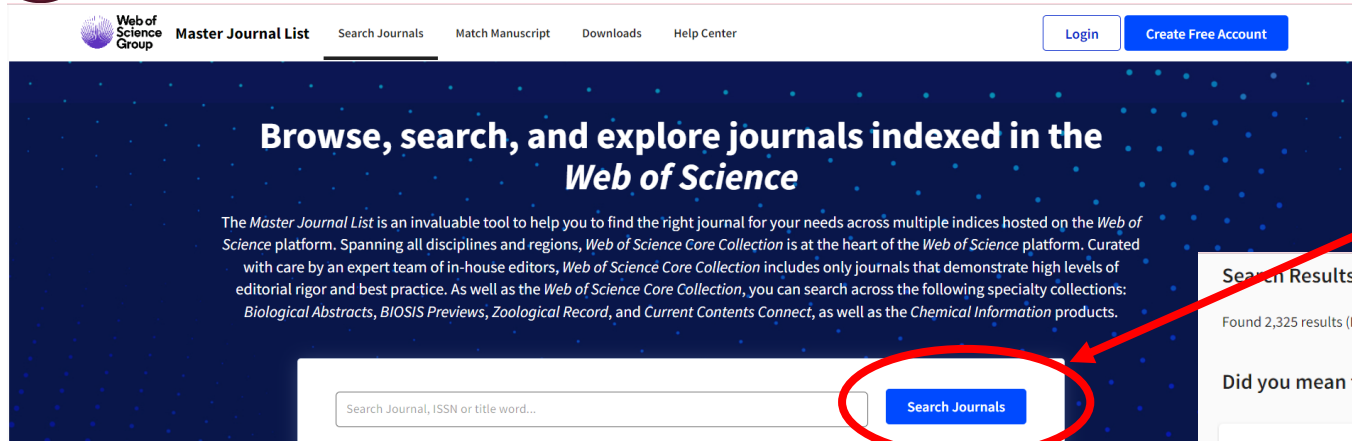 Web of
Science
Group
Master Journal List
Search Journals
Match Manuscript
Downloads
Help Center
Login
Create Free Account
Browse, search, and explore journals indexed in the
Web of Science
The Master Journal List is an invaluable tool to help you to find the right journal for your needs across multiple indices hosted on the Web of
Science platform. Spanning all disciplines and regions, Web of Science Core Collection is at the heart of the Web of Science platform. Curated
with care by an expert team of in-house editors, Web of Science Core Collection includes only journals that demonstrate high levels of
editorial rigor and best practice. As well as the Web of Science Core Collection, you can search across the following specialty collections:
Biological Abstracts, BIOSIS Previews, Zoological Record, and Current Contents Connect, as well as the Chemical Information products.
Search Journal, ISSN or title word...
Search Journals
Search Results
Found 2,325 results (
Did you mean